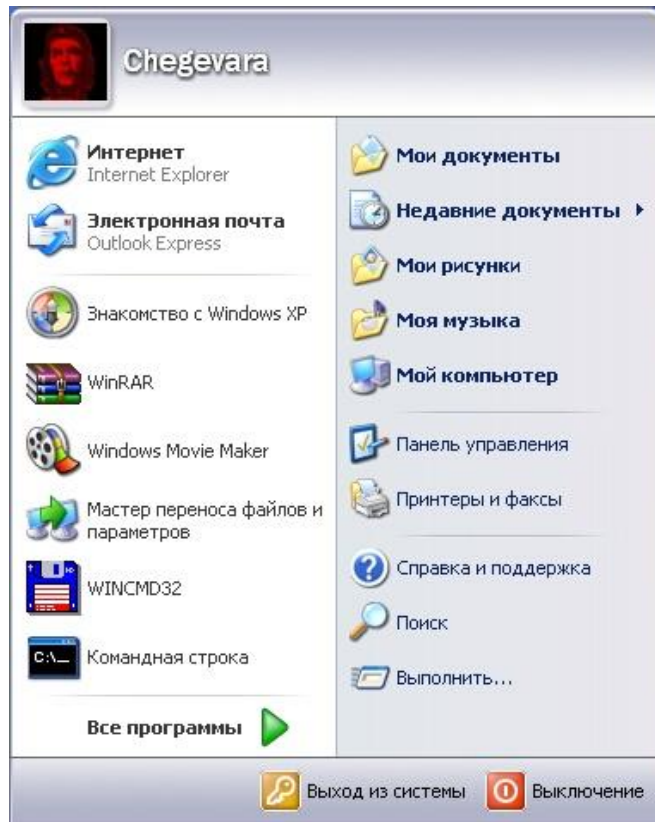 Chegevara
Интернет
Internet Explorer
Электронная почта
Outlook Express
Знакомство с Windows XP
WinRAR
Windows Movie Maker
Мастер переноса файлов и
параметров
WINCMD32
C:\_
Командная строка
Все программы
Мои документы
Недавние документы
Мои рисунки
Моя музыка
Мой компьютер
Панель управления
Принтеры и факсы
Справка и поддержка
Поиск
Выполнить...
Выход из системы
Выключение